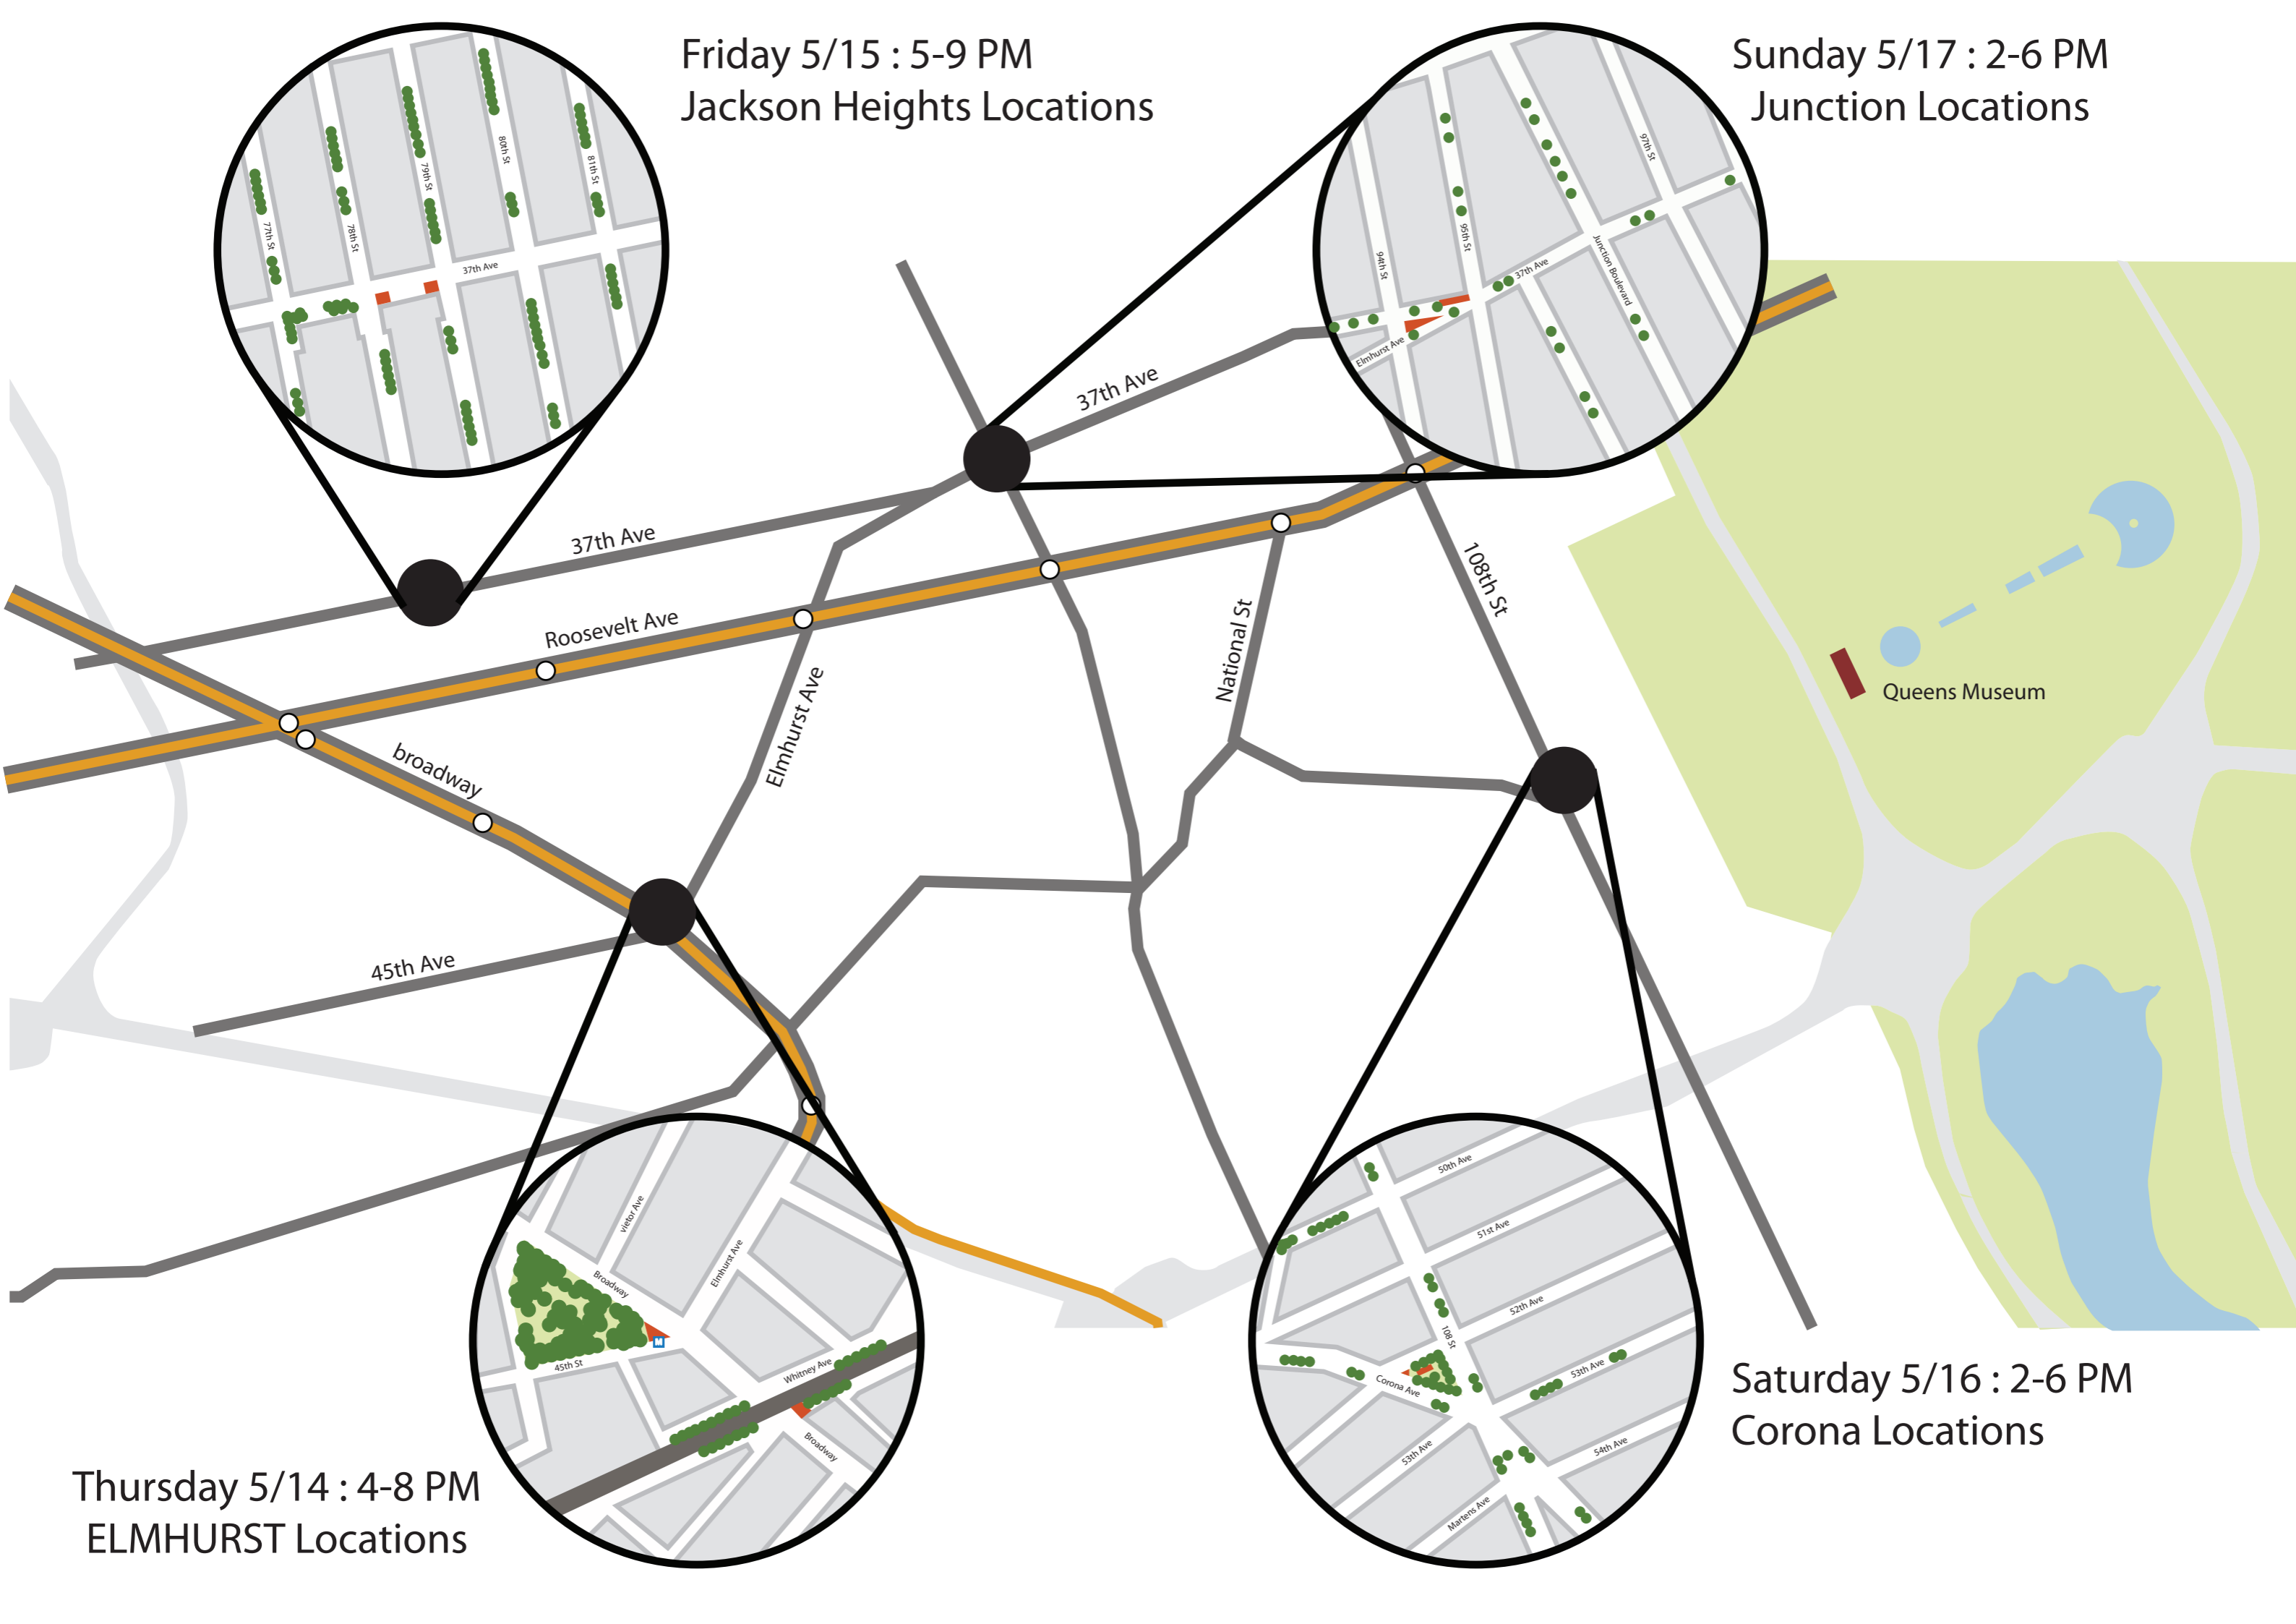 Friday 5/15 : 5-9 PM
Jackson Heights Locations
Sunday 5/17 : 2-6 PM
Junction Locations
77th St
78th St
79th St
80th St
81th St
37th Ave
94th St
95th St
Junction Boulevard
97th St
37th Ave
Elmhurst Ave
37th Ave
37th Ave
Roosevelt Ave
broadway
Elmhurst Ave
National St
108th St
45th Ave
Queens Museum
vietor Ave
Elmhurst Ave
Broadway
M
45th St
Whitney Ave
Broadway
50th Ave
51st Ave
52th Ave
108 St
53th Ave
Corona Ave
53th Ave
54th Ave
Martens Ave
Thursday 5/14 : 4-8 PM
ELMHURST Locations
Saturday 5/16 : 2-6 PM
Corona Locations